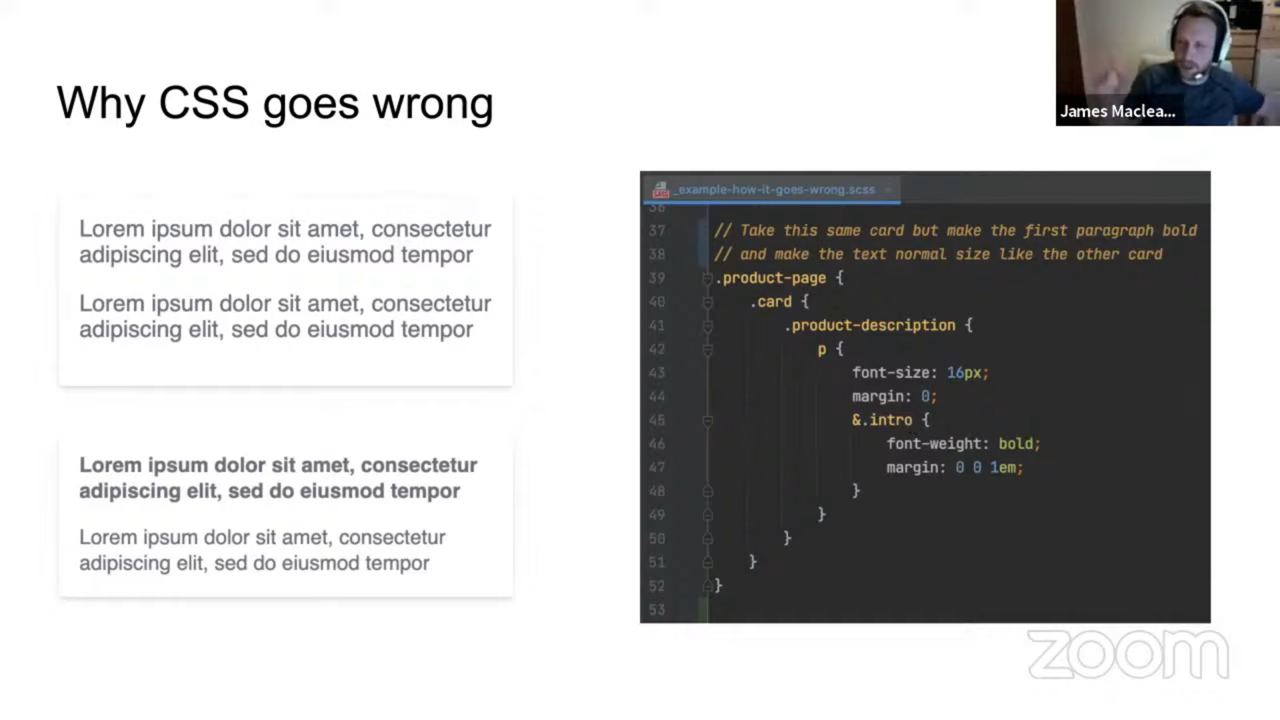 Why CSS goes wrong
James Maclea...
Lorem ipsum dolor sit amet, consectetur
adipiscing elit, sed do eiusmod tempor
Lorem ipsum dolor sit amet, consectetur
adipiscing elit, sed do eiusmod tempor
Lorem ipsum dolor sit amet, consectetur
adipiscing elit, sed do eiusmod tempor
Lorem ipsum dolor sit amet, consectetur
adipiscing elit, sed do eiusmod tempor
_example-how-it-goes-wrong.scss ×
36
37 // Take this same card but make the first paragraph bold
38 // and make the text normal size like the other card
39 .product-page {
40 .card {
41 .product-description {
42 p {
43 font-size: 16px;
44 margin: 0;
45 &.intro {
46 font-weight: bold;
47 margin: 0 0 1em;
48 }
49 }
50 }
51 }
52 }
53
zoom